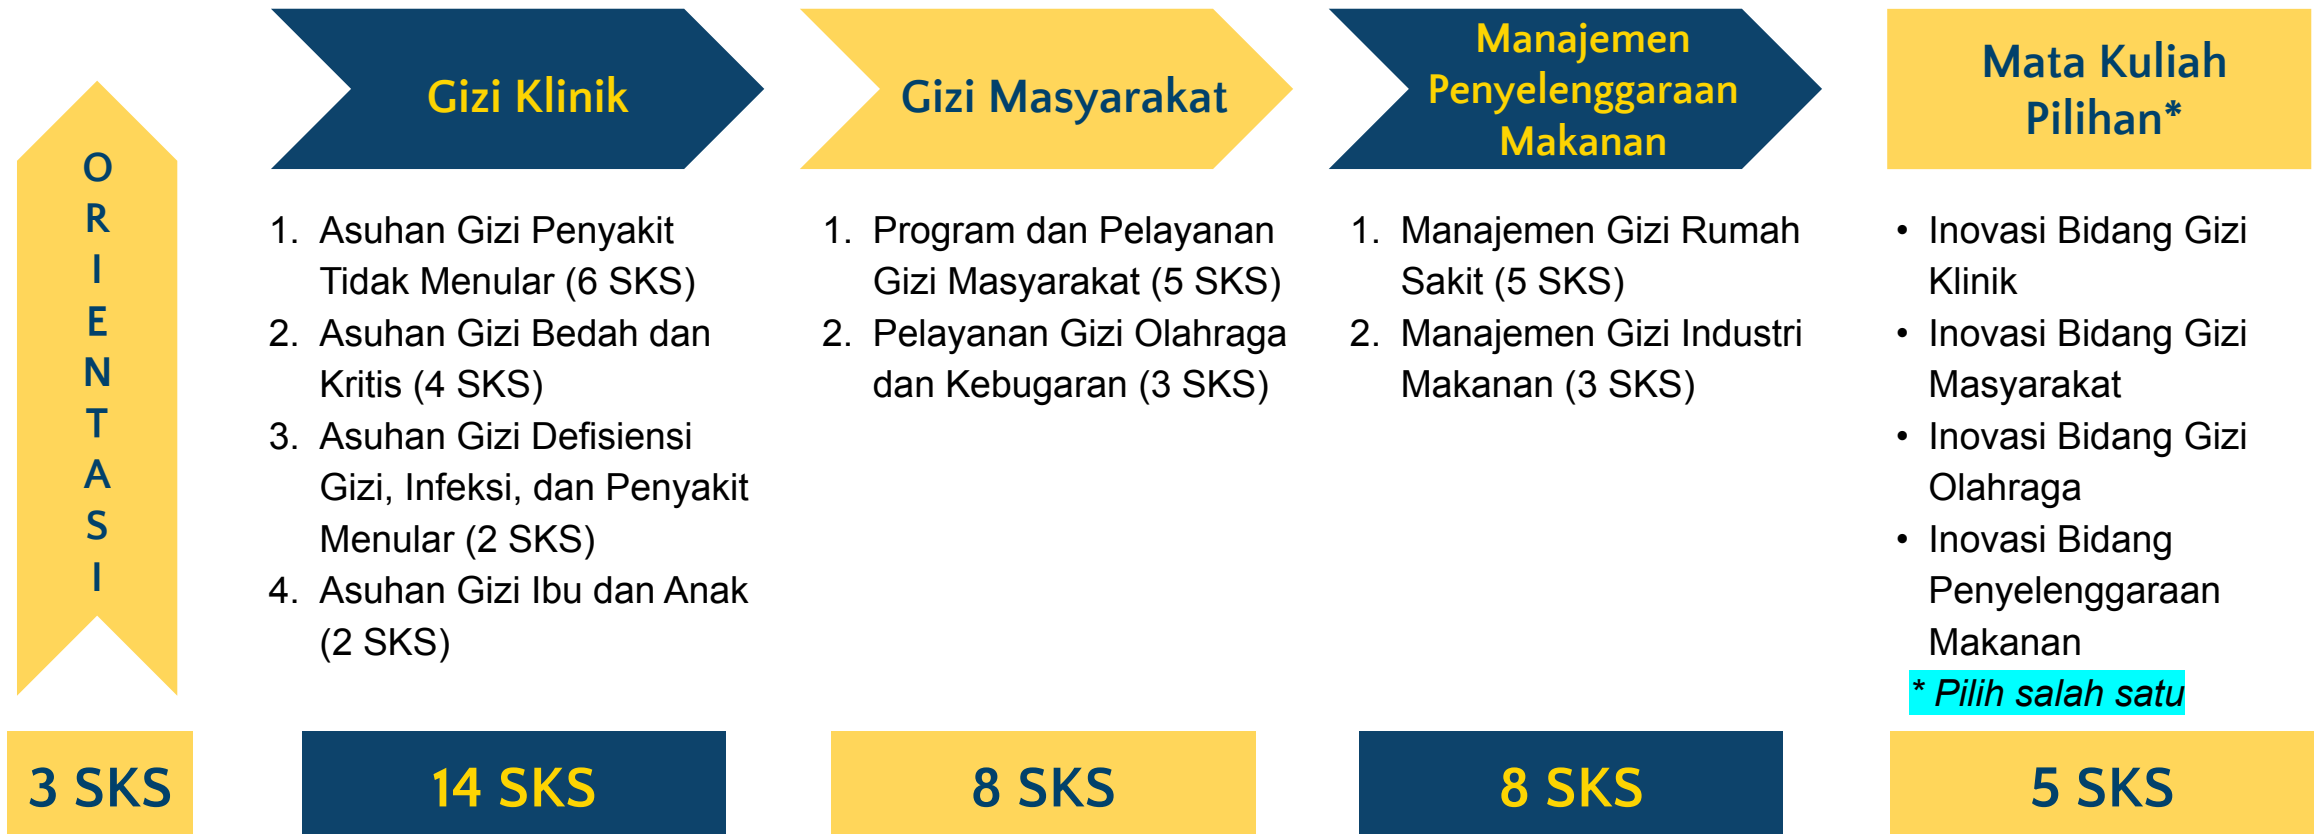 O
R
I
E
N
T
A
S
I
3 SKS
Gizi Klinik
1. Asuhan Gizi Penyakit
Tidak Menular (6 SKS)
2. Asuhan Gizi Bedah dan
Kritis (4 SKS)
3. Asuhan Gizi Defisiensi
Gizi, Infeksi, dan Penyakit
Menular (2 SKS)
4. Asuhan Gizi Ibu dan Anak
(2 SKS)
14 SKS
Gizi Masyarakat
1. Program dan Pelayanan
Gizi Masyarakat (5 SKS)
2. Pelayanan Gizi Olahraga
dan Kebugaran (3 SKS)
8 SKS
Manajemen
Penyelenggaraan
Makanan
1. Manajemen Gizi Rumah
Sakit (5 SKS)
2. Manajemen Gizi Industri
Makanan (3 SKS)
8 SKS
Mata Kuliah
Pilihan*
• Inovasi Bidang Gizi
Klinik
• Inovasi Bidang Gizi
Masyarakat
• Inovasi Bidang Gizi
Olahraga
• Inovasi Bidang
Penyelenggaraan
Makanan
* Pilih salah satu
5 SKS